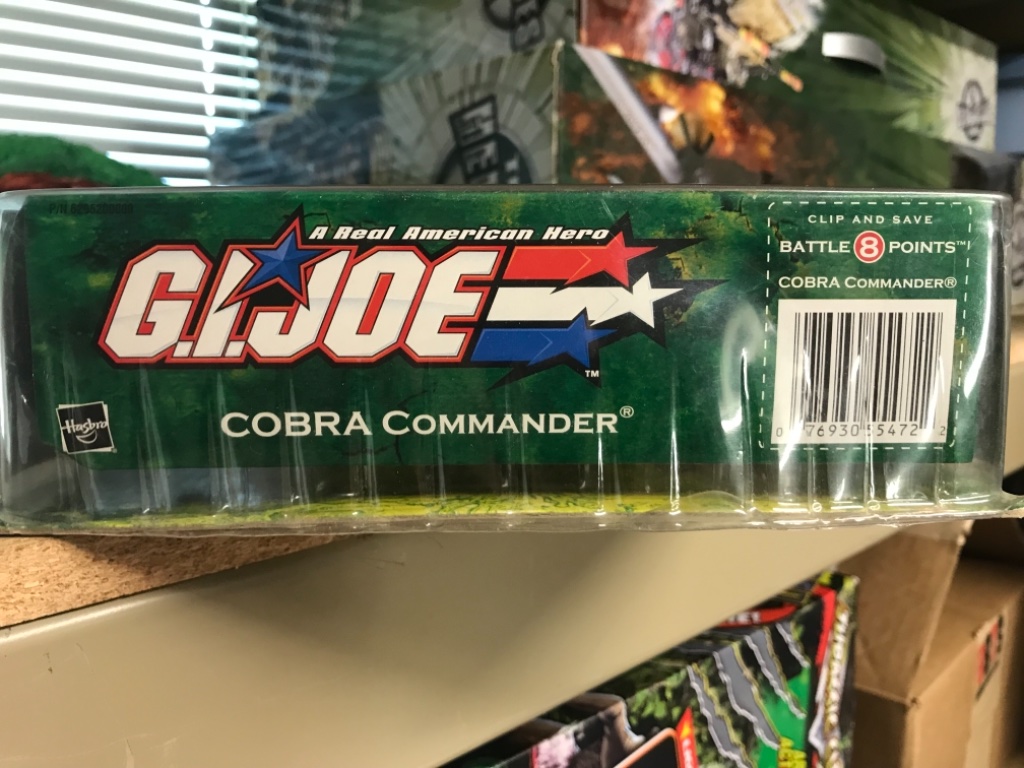 A Real American Hero
G.I. JOE
TM
COBRA COMMANDER®
Hasbro
CLIP AND SAVE
BATTLE 8 POINTS™
COBRA COMMANDER®
0 76930 55472 2